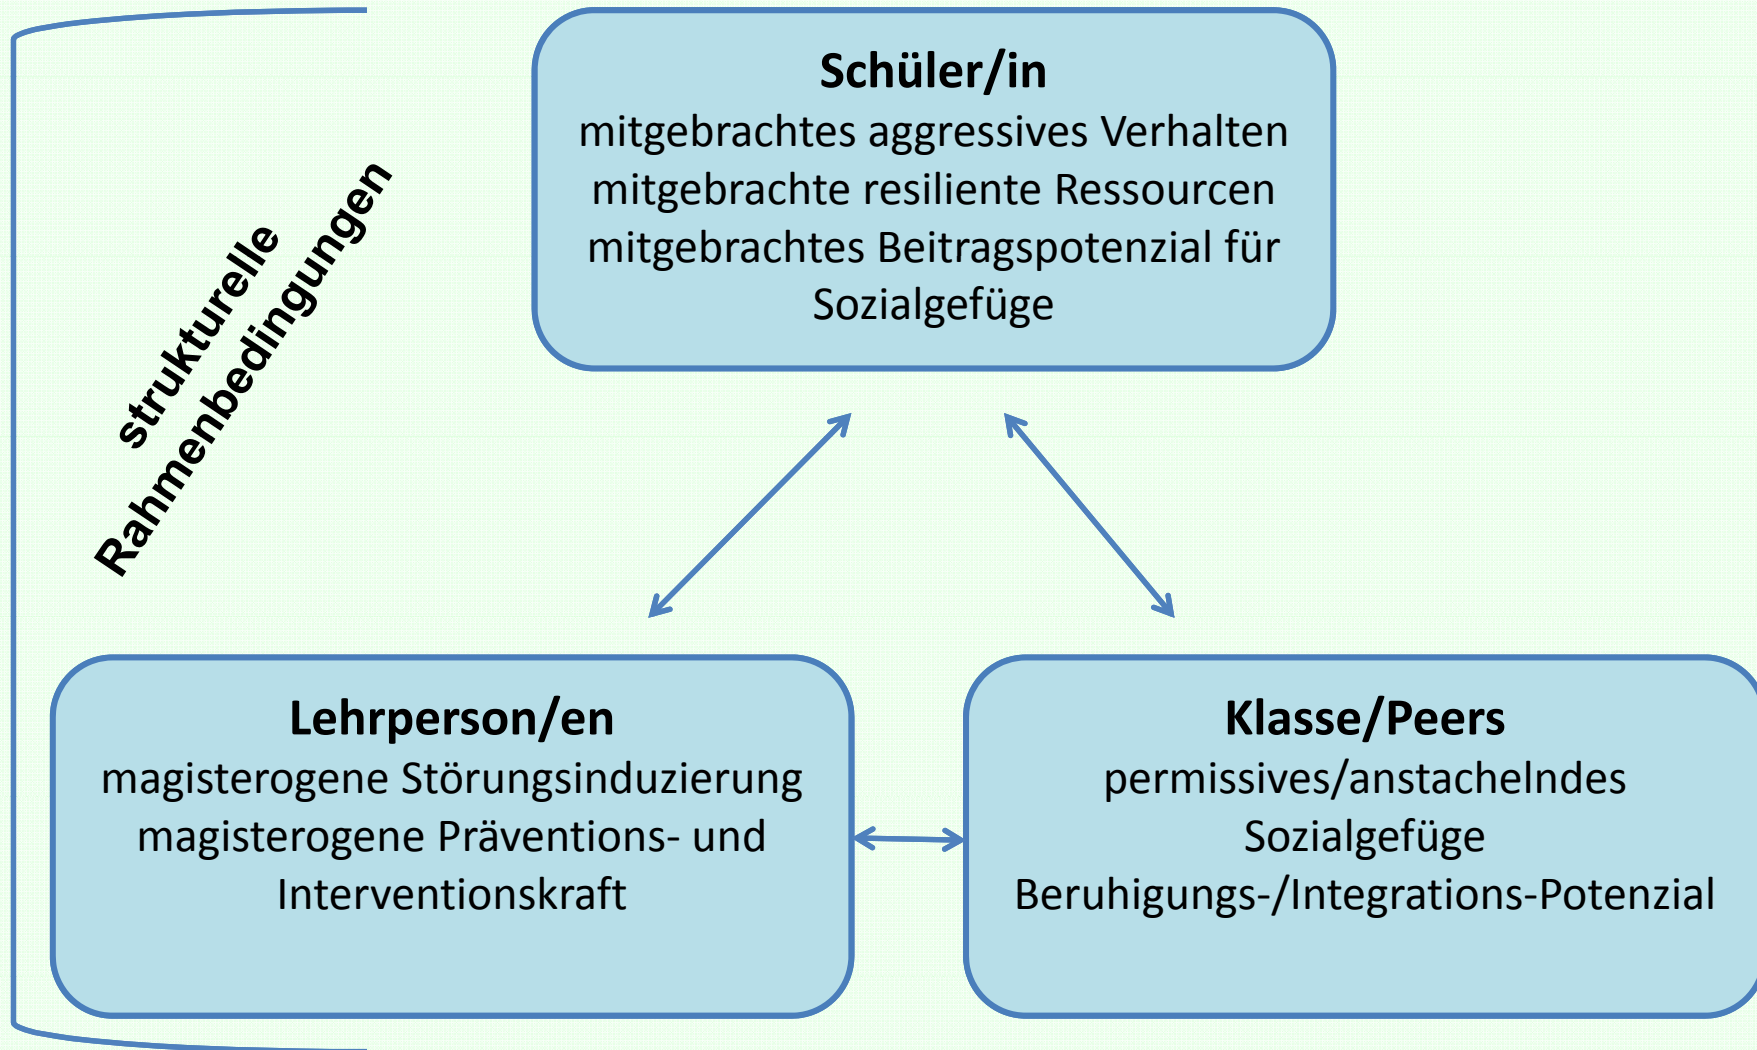 Schüler/in
mitgebrachtes aggressives Verhalten
mitgebrachte resiliente Ressourcen
mitgebrachtes Beitragspotenzial für
Sozialgefüge
strukturelle
Rahmenbedingungen
Lehrperson/en
magisterogene Störungsinduzierung
magisterogene Präventions- und
Interventionskraft
Klasse/Peers
permissives/anstachelndes
Sozialgefüge
Beruhigungs-/Integrations-Potenzial